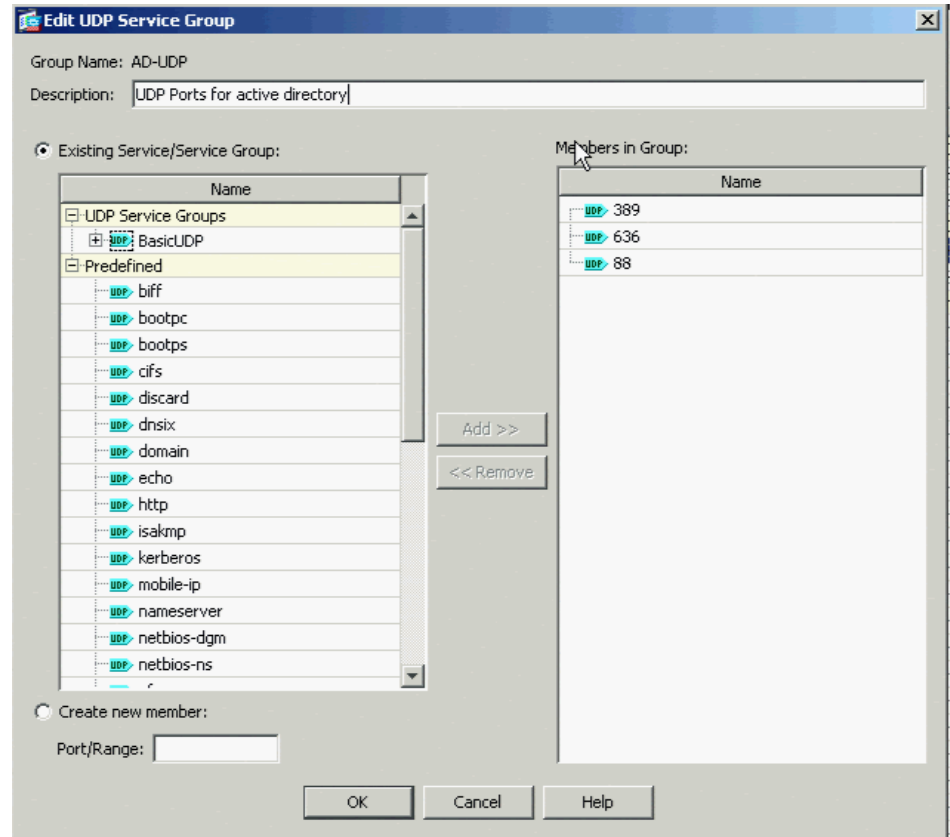 Edit UDP Service Group
Group Name: AD-UDP
Description: UDP Ports for active directory
Existing Service/Service Group:
Name
UDP Service Groups
UDP BasicUDP
Predefined
UDP biff
UDP bootpc
UDP bootps
UDP cifs
UDP discard
UDP dnsix
UDP domain
UDP echo
UDP http
UDP isakmp
UDP kerberos
UDP mobile-ip
UDP nameserver
UDP netbios-dgm
UDP netbios-ns
Add >>
<< Remove
Members in Group:
Name
UDP 389
UDP 636
UDP 88
Create new member:
Port/Range:
OK
Cancel
Help